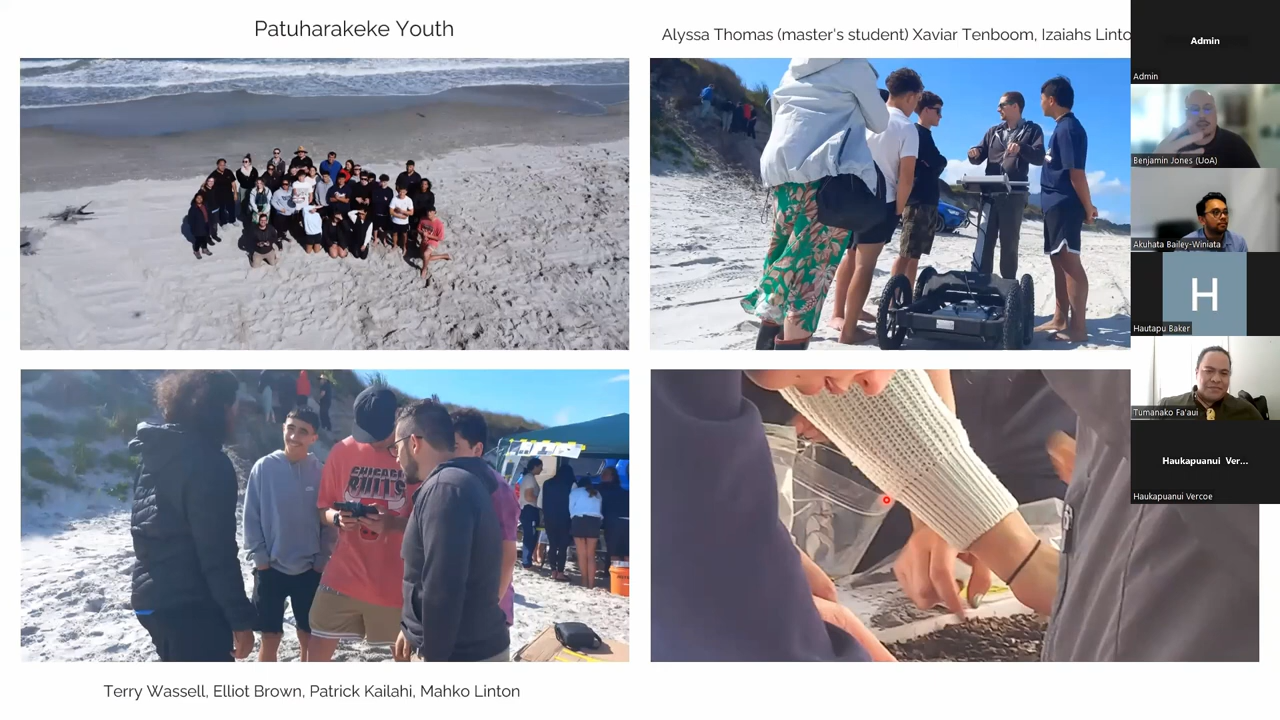 Patuharakeke Youth
Alyssa Thomas (master's student) Xaviar Tenboom, Izaiahs Linto
CHICAGO
Terry Wassell, Elliot Brown, Patrick Kailahi, Mahko Linton
Admin
Admin
Benjamin Jones (UoA)
Akuhata Bailey-Winiata
H
Hautapu Baker
Tumanako Fa'aui
Haukapuanui Ver...
Haukapuanui Vercoe